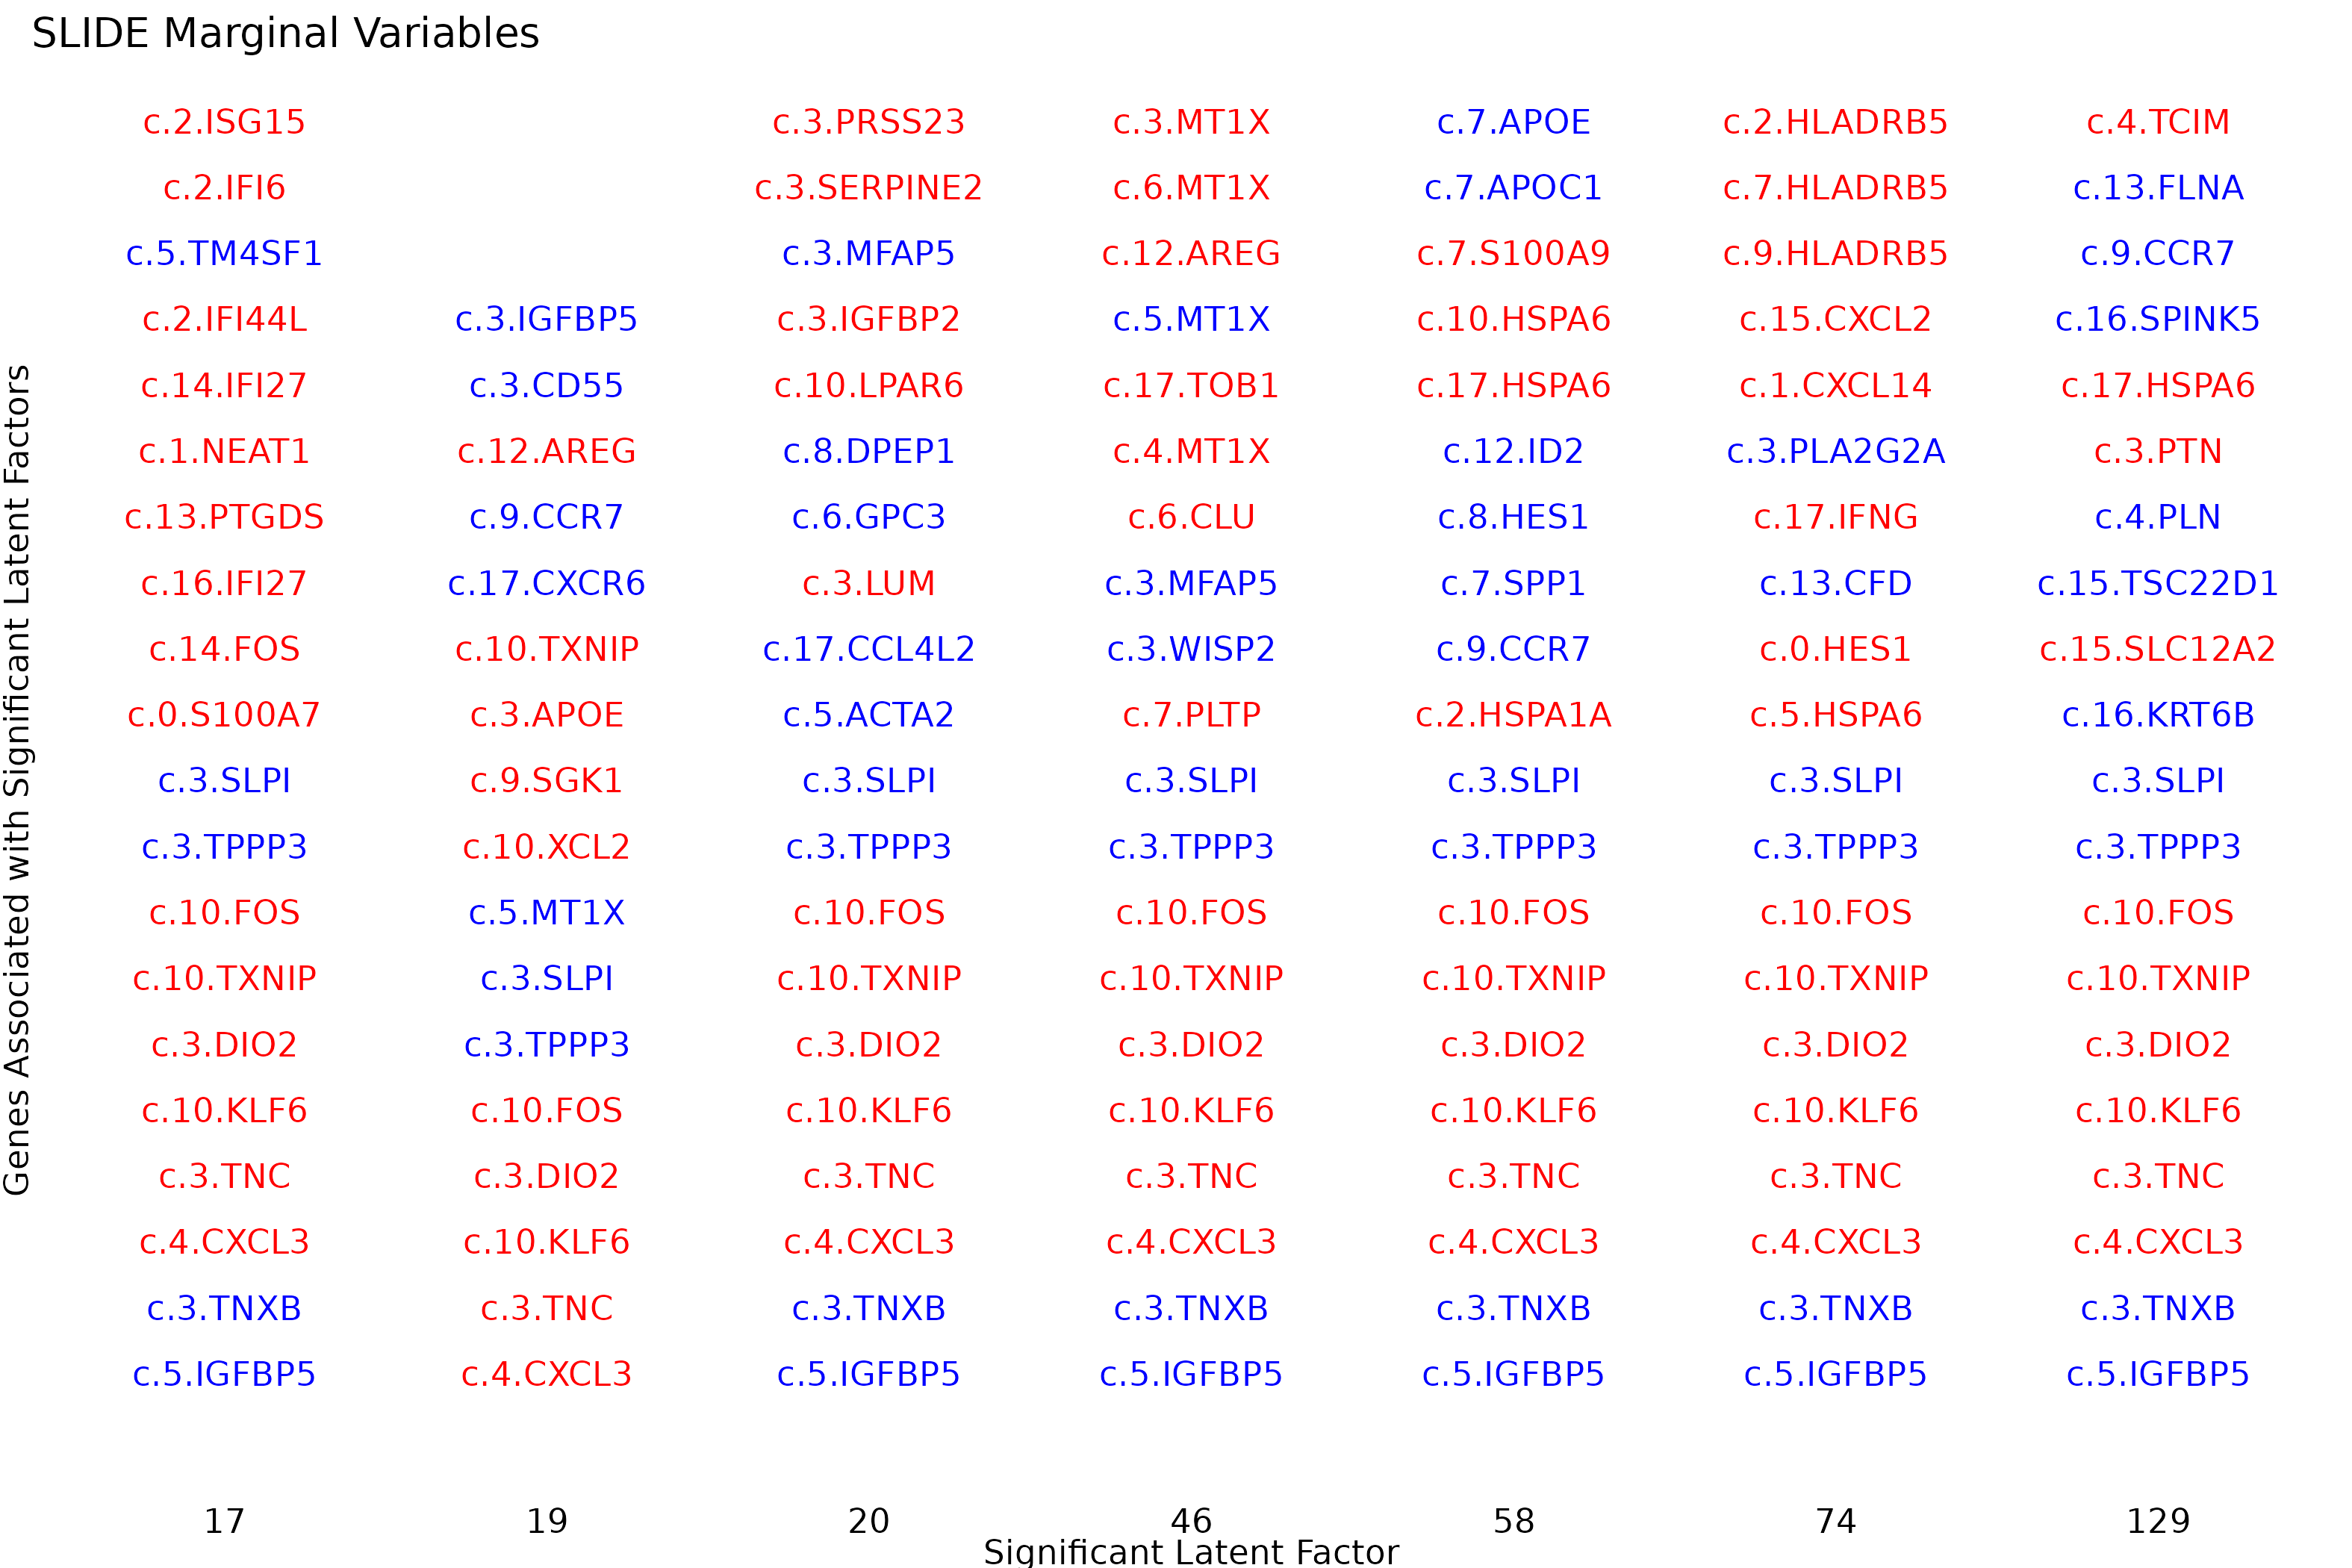 SLIDE Marginal Variables
Genes Associated with Significant Latent Factors
c.2.ISG15 c.3.PRSS23 c.3.MT1X c.7.APOE c.2.HLADRB5 c.4.TCIM
c.2.IFI6 c.3.SERPINE2 c.6.MT1X c.7.APOC1 c.7.HLADRB5 c.13.FLNA
c.5.TM4SF1 c.3.MFAP5 c.12.AREG c.7.S100A9 c.9.HLADRB5 c.9.CCR7
c.2.IFI44L c.3.IGFBP5 c.3.IGFBP2 c.5.MT1X c.10.HSPA6 c.15.CXCL2 c.16.SPINK5
c.14.IFI27 c.3.CD55 c.10.LPAR6 c.17.TOB1 c.17.HSPA6 c.1.CXCL14 c.17.HSPA6
c.1.NEAT1 c.12.AREG c.8.DPEP1 c.4.MT1X c.12.ID2 c.3.PLA2G2A c.3.PTN
c.13.PTGDS c.9.CCR7 c.6.GPC3 c.6.CLU c.8.HES1 c.17.IFNG c.4.PLN
c.16.IFI27 c.17.CXCR6 c.3.LUM c.3.MFAP5 c.7.SPP1 c.13.CFD c.15.TSC22D1
c.14.FOS c.10.TXNIP c.17.CCL4L2 c.3.WISP2 c.9.CCR7 c.0.HES1 c.15.SLC12A2
c.0.S100A7 c.3.APOE c.5.ACTA2 c.7.PLTP c.2.HSPA1A c.5.HSPA6 c.16.KRT6B
c.3.SLPI c.9.SGK1 c.3.SLPI c.3.SLPI c.3.SLPI c.3.SLPI c.3.SLPI
c.3.TPPP3 c.10.XCL2 c.3.TPPP3 c.3.TPPP3 c.3.TPPP3 c.3.TPPP3 c.3.TPPP3
c.10.FOS c.5.MT1X c.10.FOS c.10.FOS c.10.FOS c.10.FOS c.10.FOS
c.10.TXNIP c.3.SLPI c.10.TXNIP c.10.TXNIP c.10.TXNIP c.10.TXNIP c.10.TXNIP
c.3.DIO2 c.3.TPPP3 c.3.DIO2 c.3.DIO2 c.3.DIO2 c.3.DIO2 c.3.DIO2
c.10.KLF6 c.10.FOS c.10.KLF6 c.10.KLF6 c.10.KLF6 c.10.KLF6 c.10.KLF6
c.3.TNC c.3.DIO2 c.3.TNC c.3.TNC c.3.TNC c.3.TNC c.3.TNC
c.4.CXCL3 c.10.KLF6 c.4.CXCL3 c.4.CXCL3 c.4.CXCL3 c.4.CXCL3 c.4.CXCL3
c.3.TNXB c.3.TNC c.3.TNXB c.3.TNXB c.3.TNXB c.3.TNXB c.3.TNXB
c.5.IGFBP5 c.4.CXCL3 c.5.IGFBP5 c.5.IGFBP5 c.5.IGFBP5 c.5.IGFBP5 c.5.IGFBP5
17 19 20 46 58 74 129
Significant Latent Factor